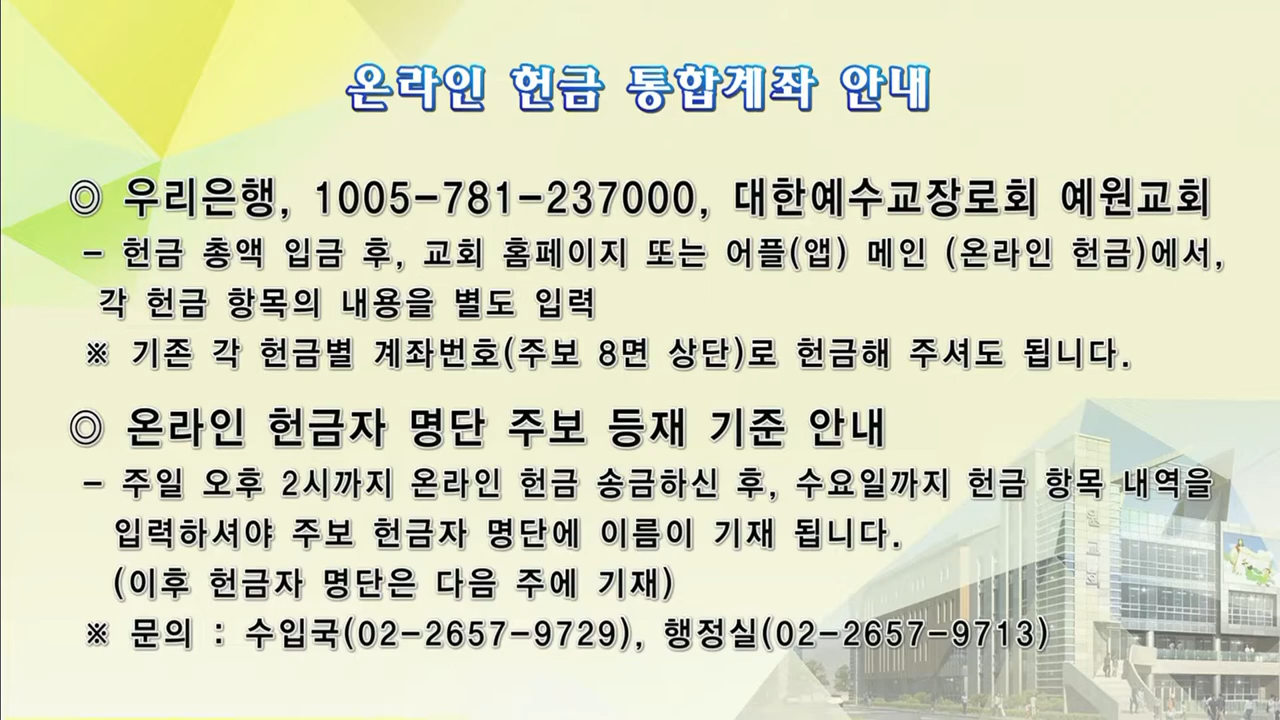 온라인 헌금 통합계좌 안내
◎ 우리은행, 1005-781-237000, 대한예수교장로회 예원교회
- 헌금 총액 입금 후, 교회 홈페이지 또는 어플(앱) 메인 (온라인 헌금)에서,
각 헌금 항목의 내용을 별도 입력
※ 기존 각 헌금별 계좌번호(주보 8면 상단)로 헌금해 주셔도 됩니다.
◎ 온라인 헌금자 명단 주보 등재 기준 안내
- 주일 오후 2시까지 온라인 헌금 송금하신 후, 수요일까지 헌금 항목 내역을
입력하셔야 주보 헌금자 명단에 이름이 기재 됩니다.
(이후 헌금자 명단은 다음 주에 기재)
※ 문의 : 수입국(02-2657-9729), 행정실(02-2657-9713)
원교회